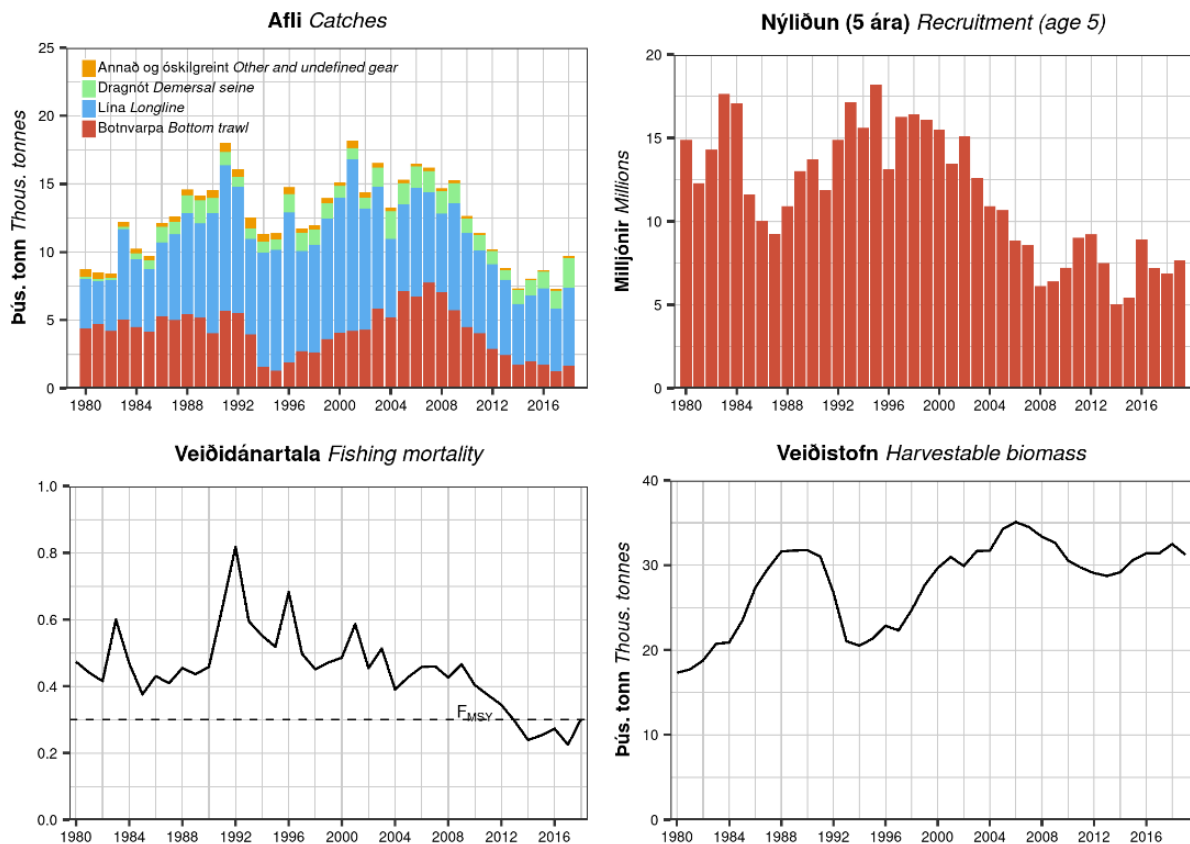 Afli Catches
Þús. tonn Thous. tonnes
25
20
15
10
5
0
Annað og óskilgreint Other and undefined gear
Dragnót Demersal seine
Lína Longline
Botnvarpa Bottom trawl
1980 1984 1988 1992 1996 2000 2004 2008 2012 2016
Nýliðun (5 ára) Recruitment (age 5)
Milljónir Millions
20
15
10
5
0
1980 1984 1988 1992 1996 2000 2004 2008 2012 2016
Veiðidánartala Fishing mortality
1.0
0.8
0.6
0.4
0.2
0.0
FMSY
1980 1984 1988 1992 1996 2000 2004 2008 2012 2016
Veiðistofn Harvestable biomass
Þús. tonn Thous. tonnes
40
30
20
10
0
1980 1984 1988 1992 1996 2000 2004 2008 2012 2016